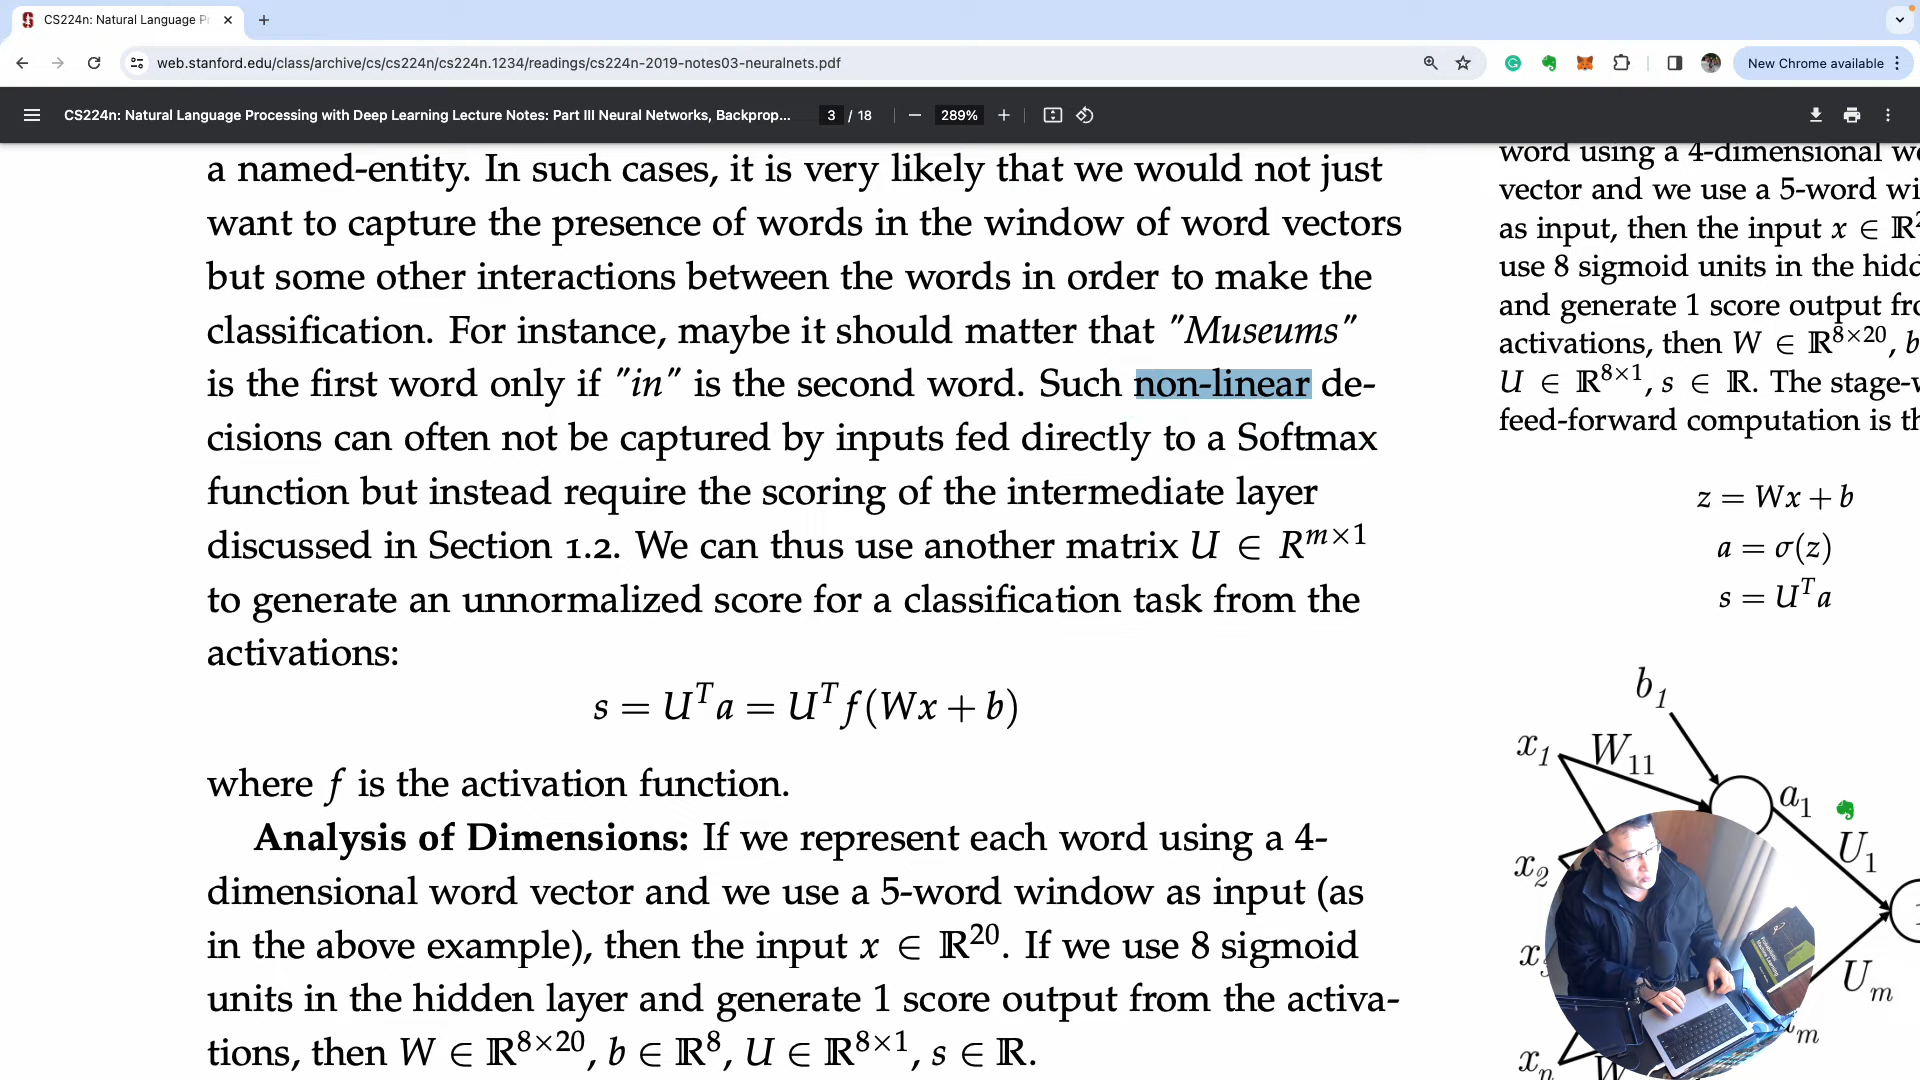 CS224n: Natural Language Pr
web.stanford.edu/class/archive/cs/cs224n/cs224n.1234/readings/cs224n-2019-notes03-neuralnets.pdf
New Chrome available
CS224n: Natural Language Processing with Deep Learning Lecture Notes: Part III Neural Networks, Backprop...
3 / 18
289%
a named-entity. In such cases, it is very likely that we would not just
want to capture the presence of words in the window of word vectors
but some other interactions between the words in order to make the
classification. For instance, maybe it should matter that "Museums"
is the first word only if "in" is the second word. Such non-linear de-
cisions can often not be captured by inputs fed directly to a Softmax
function but instead require the scoring of the intermediate layer
discussed in Section 1.2. We can thus use another matrix U ∈ R^{m×1}
to generate an unnormalized score for a classification task from the
activations:
s = U^T a = U^T f(Wx + b)
where f is the activation function.
Analysis of Dimensions: If we represent each word using a 4-
dimensional word vector and we use a 5-word window as input (as
in the above example), then the input x ∈ ℝ^{20}. If we use 8 sigmoid
units in the hidden layer and generate 1 score output from the activa-
tions, then W ∈ ℝ^{8×20}, b ∈ ℝ^8, U ∈ ℝ^{8×1}, s ∈ ℝ.
word using a 4-dimensional wo
vector and we use a 5-word wi
as input, then the input x ∈ ℝ
use 8 sigmoid units in the hidd
and generate 1 score output fro
activations, then W ∈ ℝ^{8×20}, b
U ∈ ℝ^{8×1}, s ∈ ℝ. The stage-w
feed-forward computation is th
z = Wx + b
a = σ(z)
s = U^T a
b_1
x_1 W_{11}
a_1
U_1
x_2
U_m
x_n W